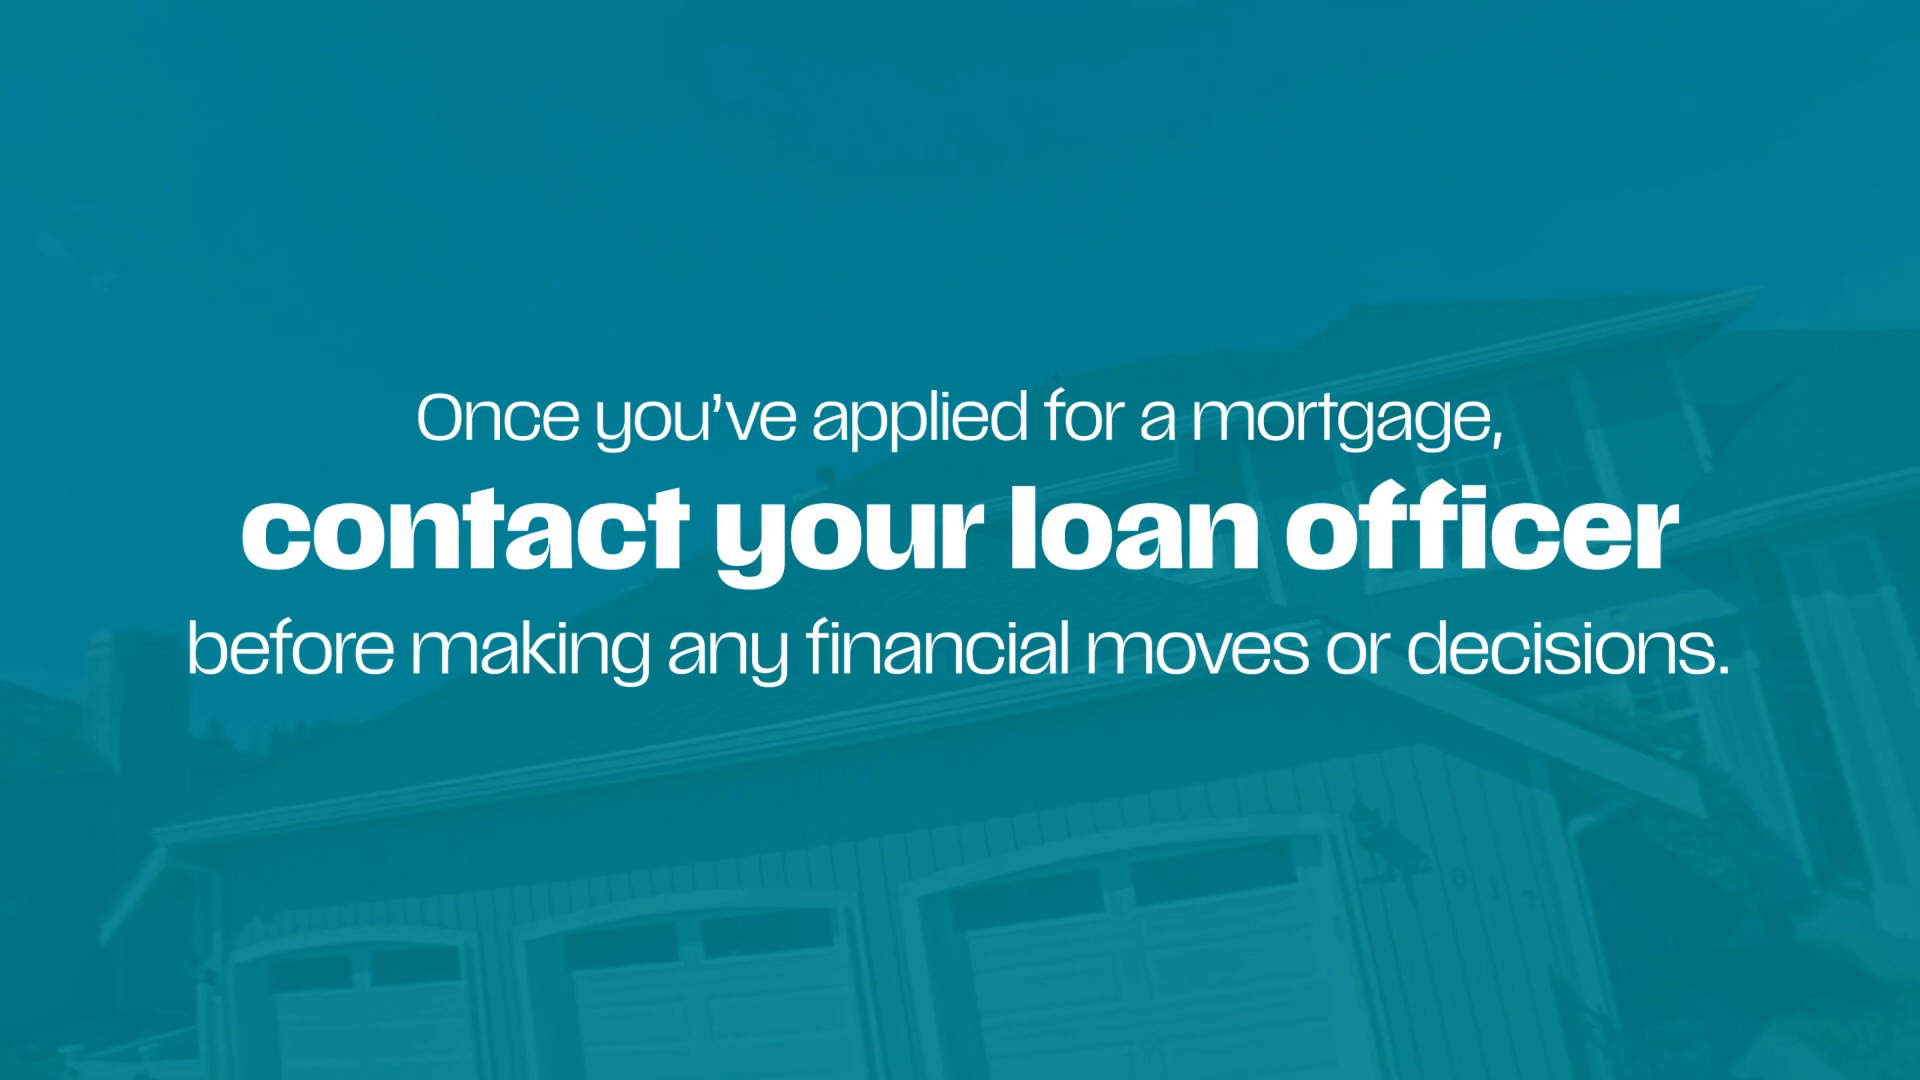 Once you’ve applied for a mortgage,
contact your loan officer
before making any financial moves or decisions.